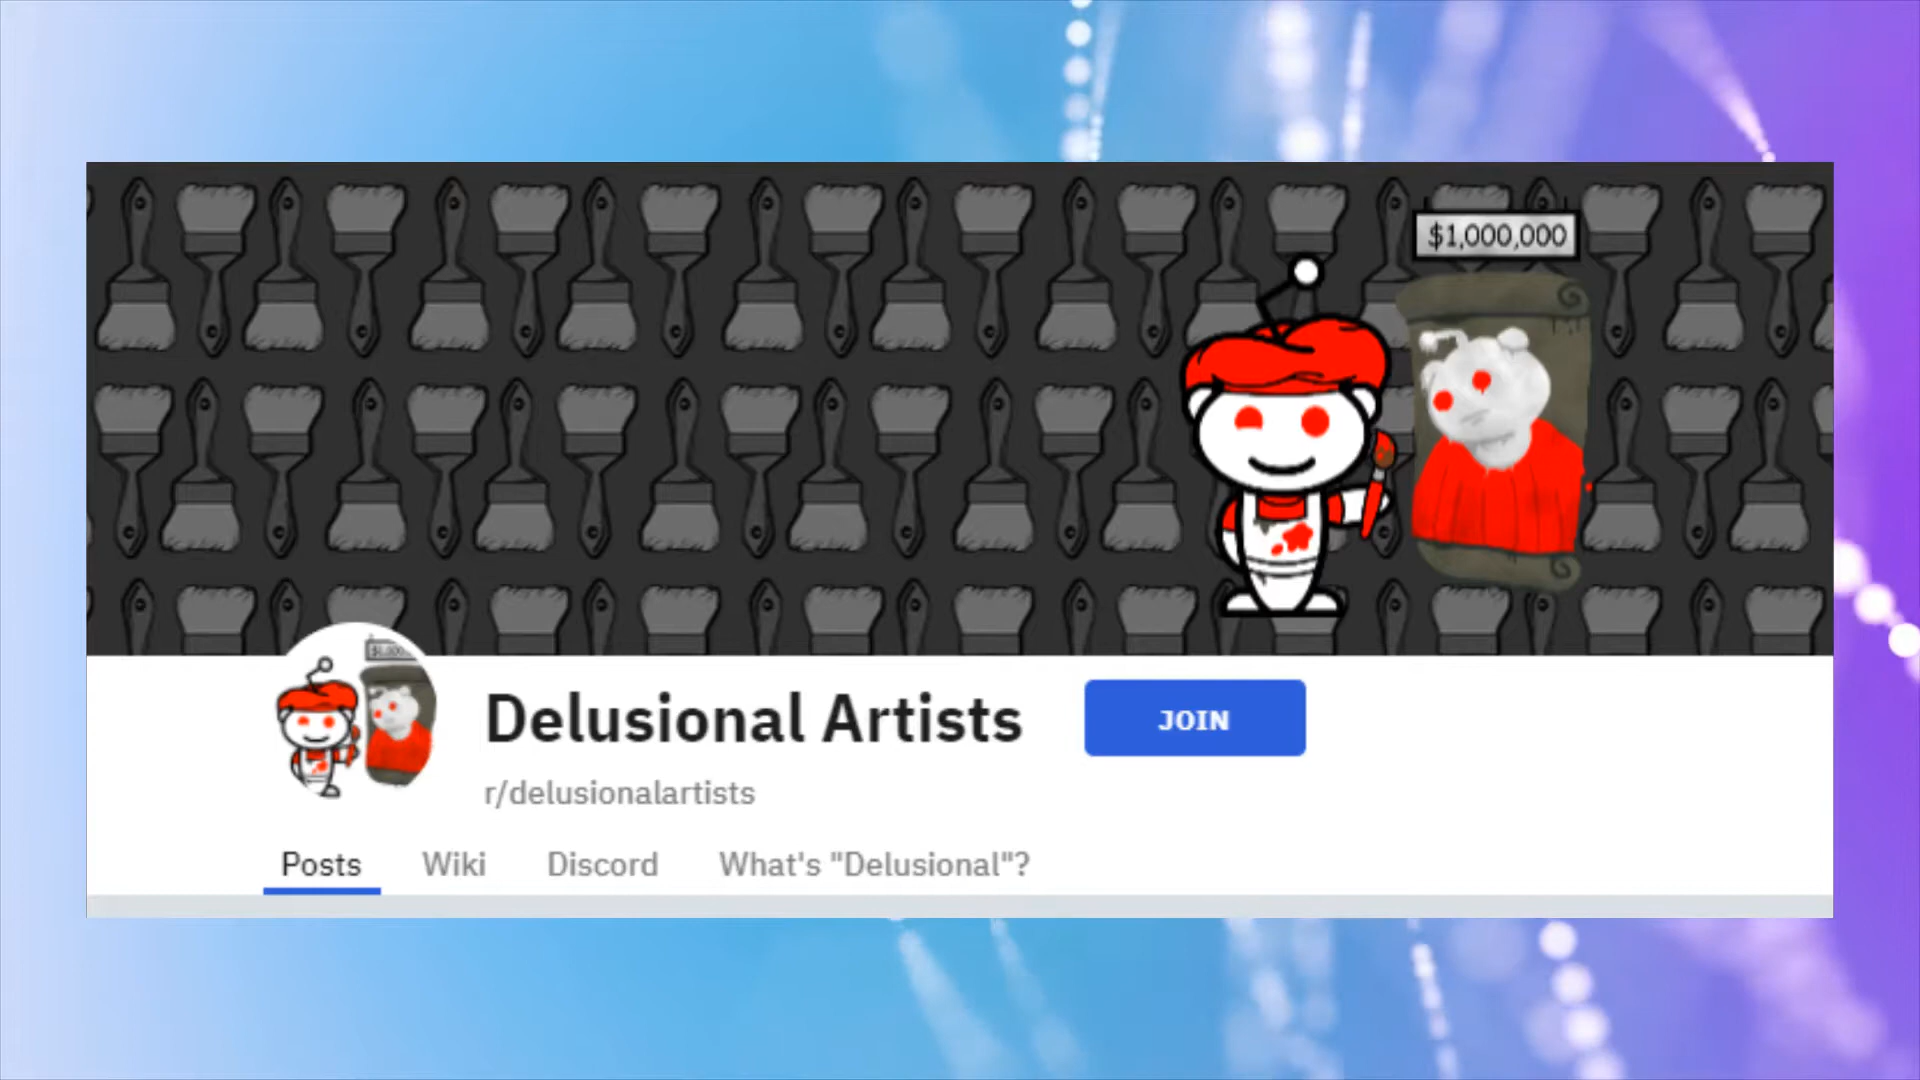 $1,000,000
Delusional Artists
JOIN
r/delusionalartists
Posts
Wiki
Discord
What's "Delusional"?